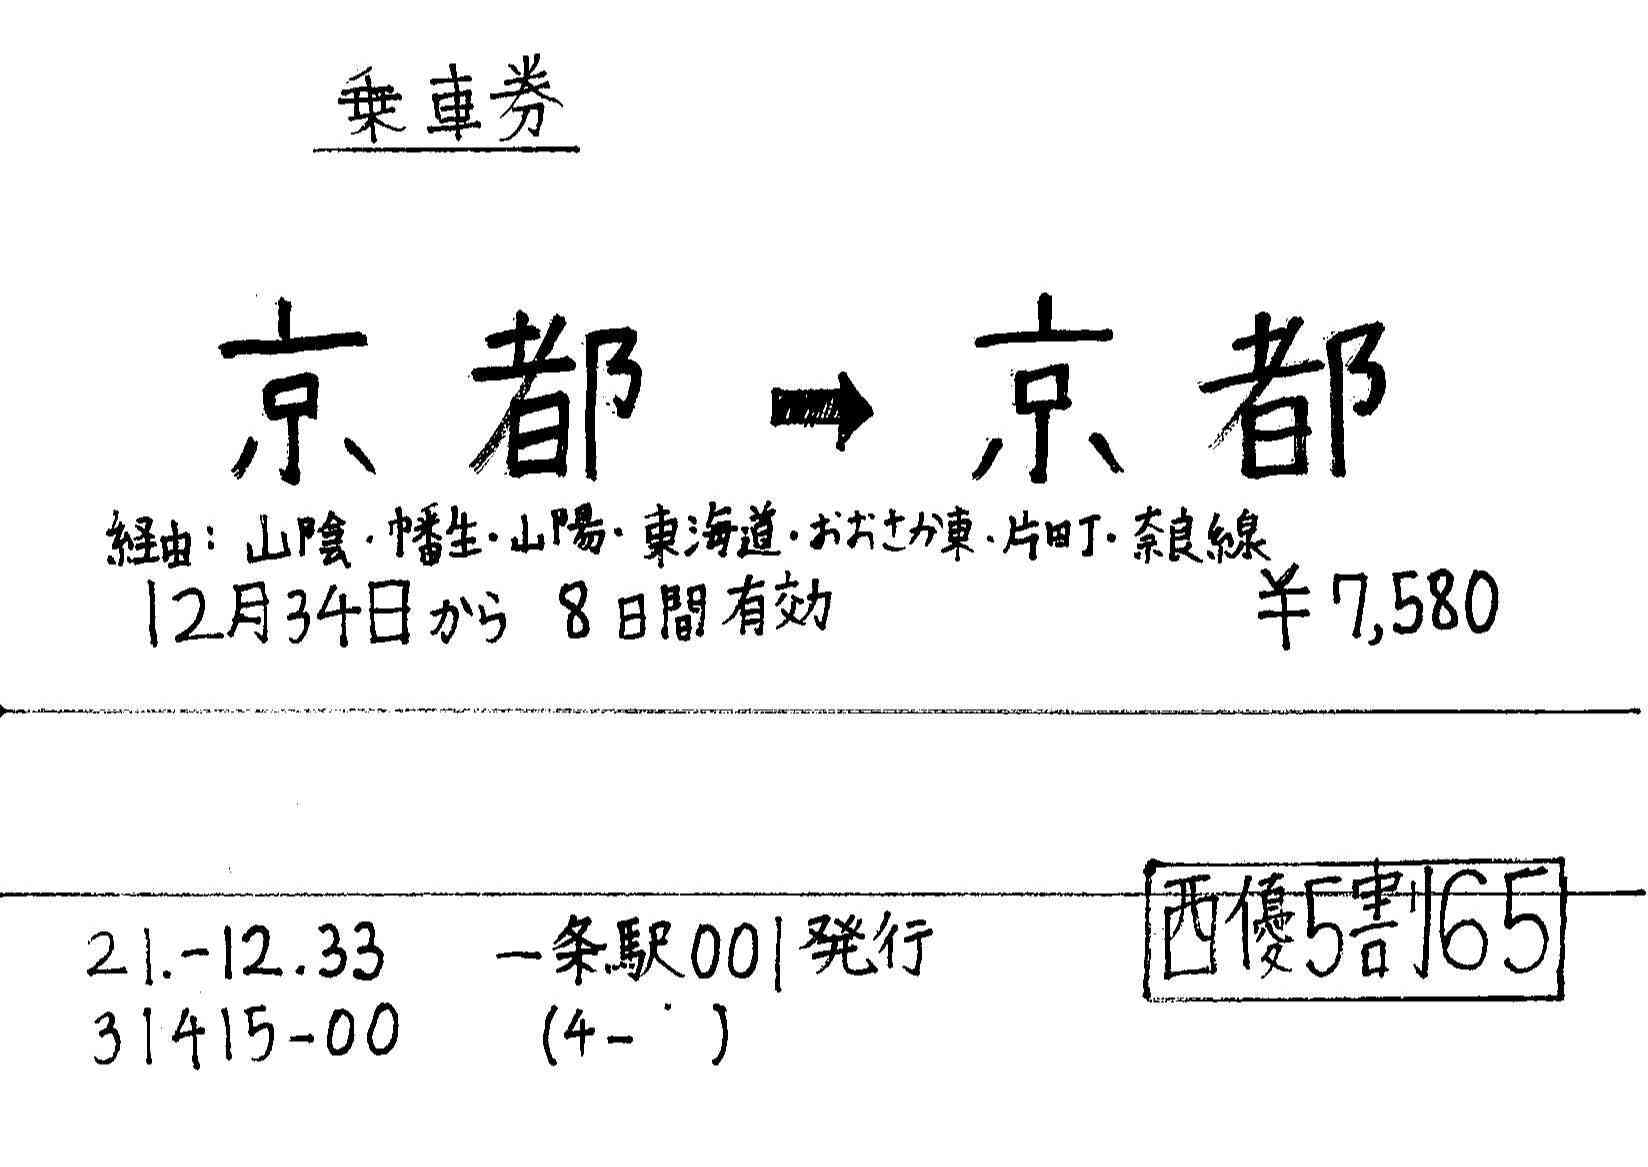 乗車券
京都➡京都
経由：山陰・幡生・山陽・東海道・おおさか東・片町・奈良線
12月34日から 8日間有効 ¥7,580
西優5割65
21.-12.33 一条駅001発行
31415-00 (4- )